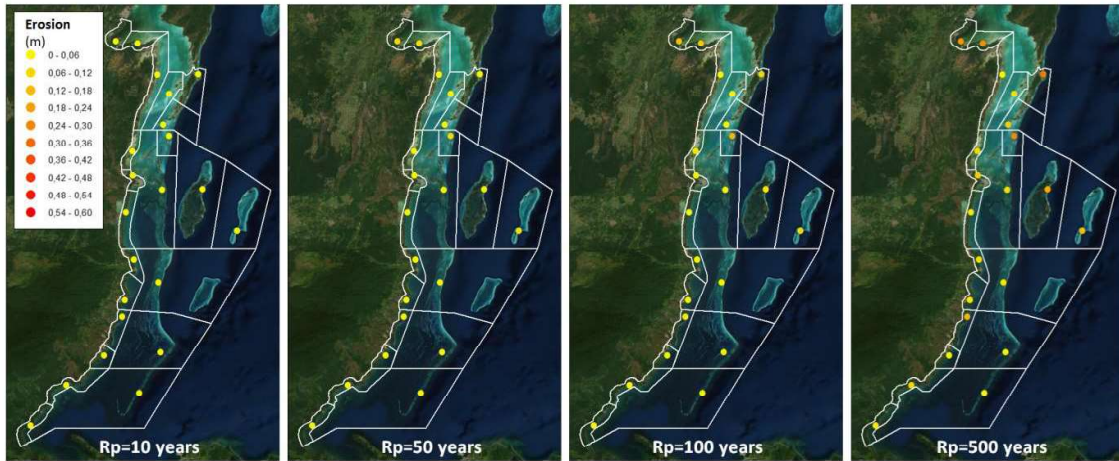 Erosion
(m)
0 - 0,06
0,06 - 0,12
0,12 - 0,18
0,18 - 0,24
0,24 - 0,30
0,30 - 0,36
0,36 - 0,42
0,42 - 0,48
0,48 - 0,54
0,54 - 0,60
Rp=10 years
Rp=50 years
Rp=100 years
Rp=500 years